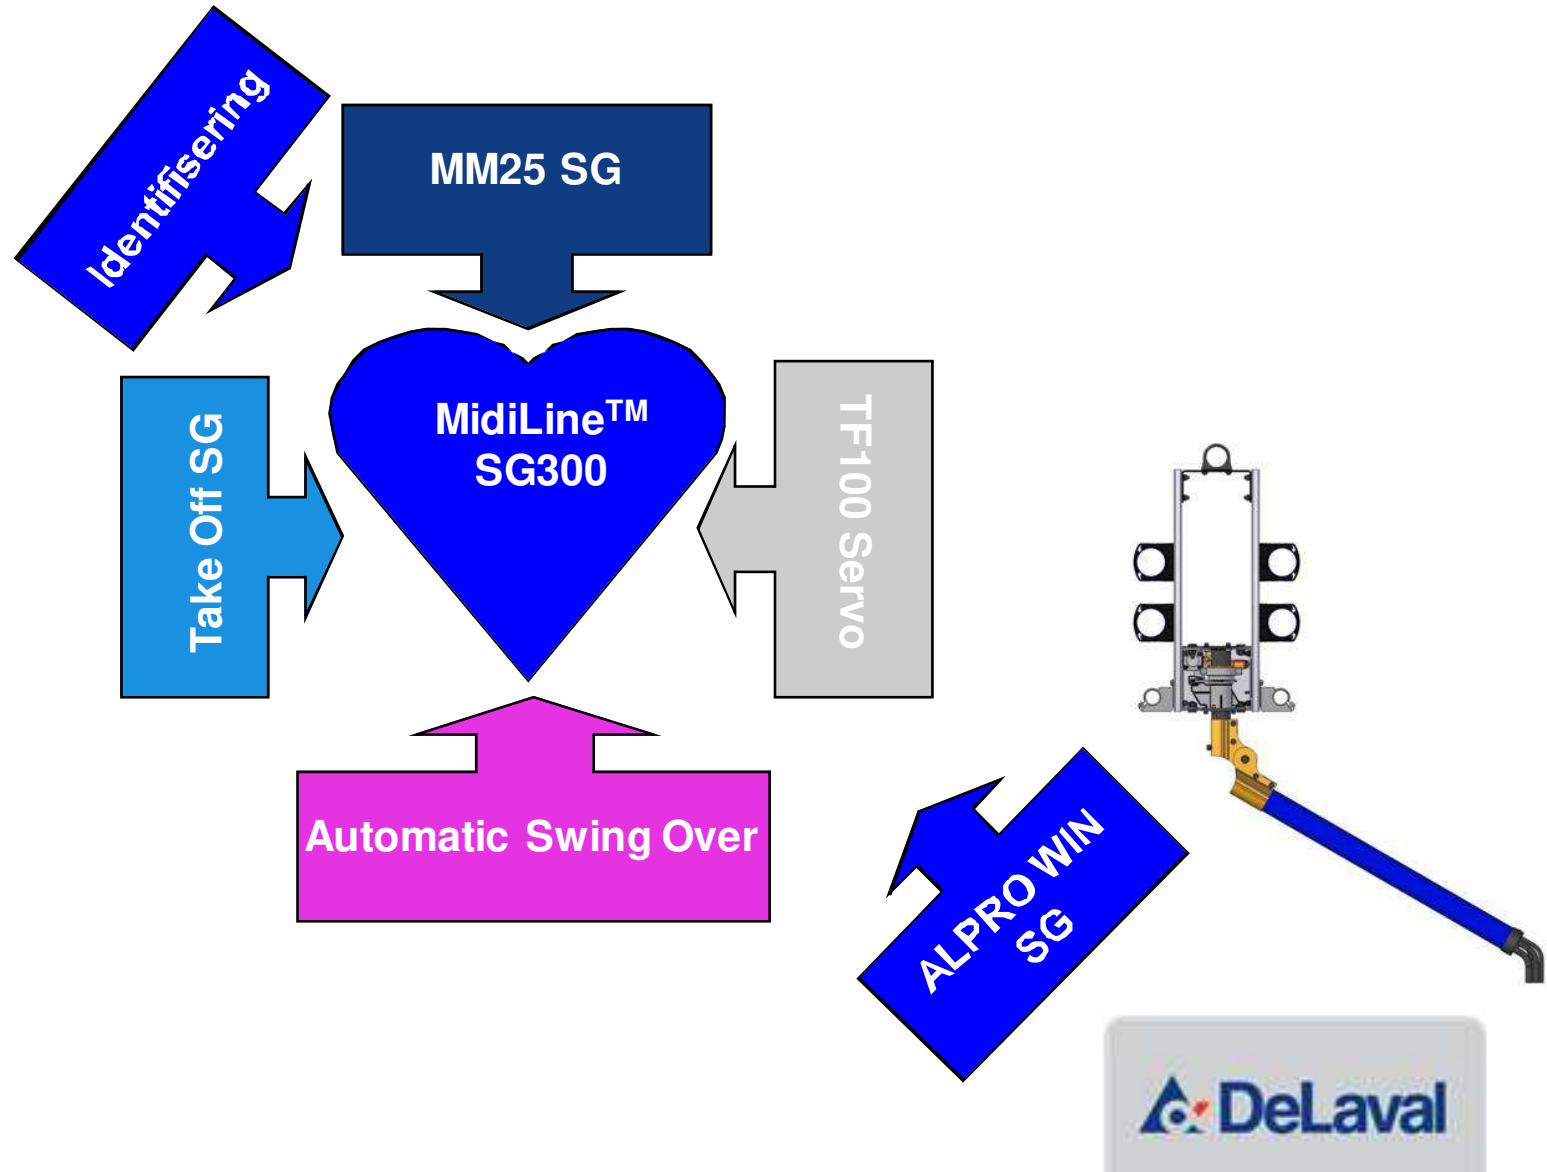 Identifisering
MM25 SG
MidiLine™
SG300
Take Off SG
TF100 Servo
Automatic Swing Over
ALPRO WIN
SG
DeLaval